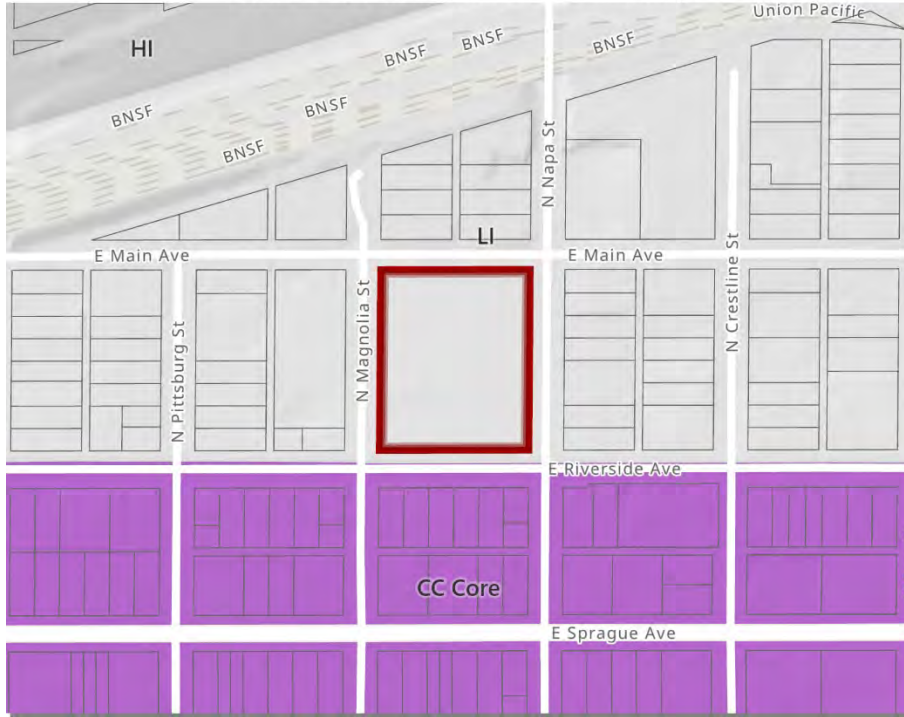 Union Pacific
HI
BNSF
BNSF
BNSF
BNSF
BNSF
BNSF
N Napa St
LI
E Main Ave
E Main Ave
N Pittsburg St
N Magnolia St
N Crestline St
E Riverside Ave
CC Core
E Sprague Ave